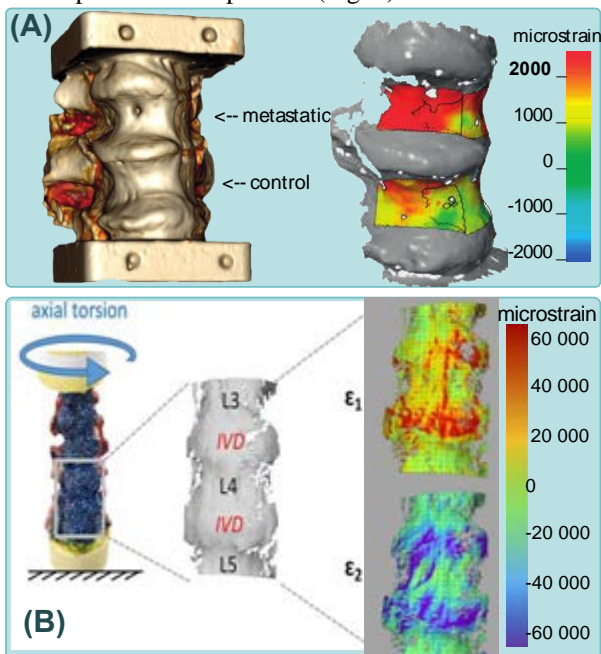 (A)
<-- metastatic
<-- control
microstrain
2000
1000
0
-1000
-2000
axial torsion
L3
IVD
L4
IVD
L5
ε1
ε2
microstrain
60 000
40 000
20 000
0
-20 000
-40 000
-60 000
(B)